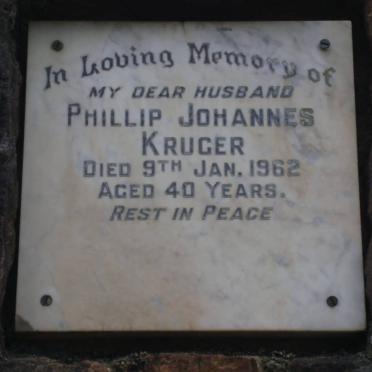 In Loving Memory of
MY DEAR HUSBAND
PHILLIP JOHANNES
KRUGER
DIED 9TH JAN. 1962
AGED 40 YEARS.
REST IN PEACE